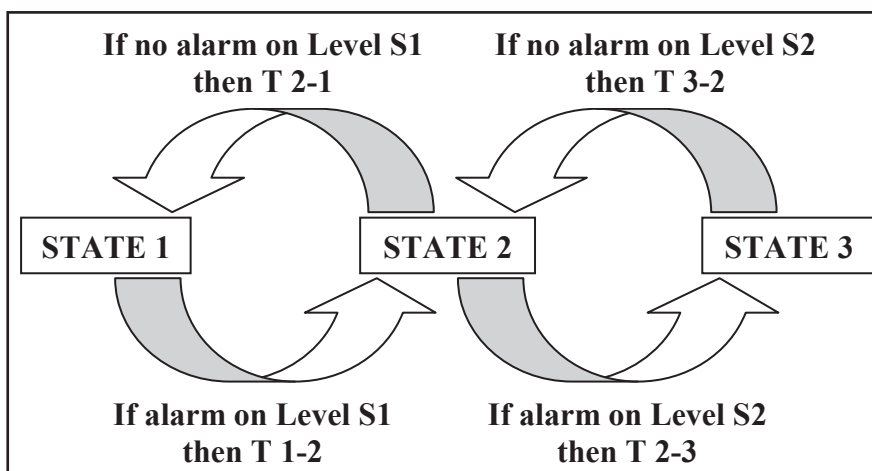 If no alarm on Level S1
then T 2-1
If no alarm on Level S2
then T 3-2
STATE 1
STATE 2
STATE 3
If alarm on Level S1
then T 1-2
If alarm on Level S2
then T 2-3